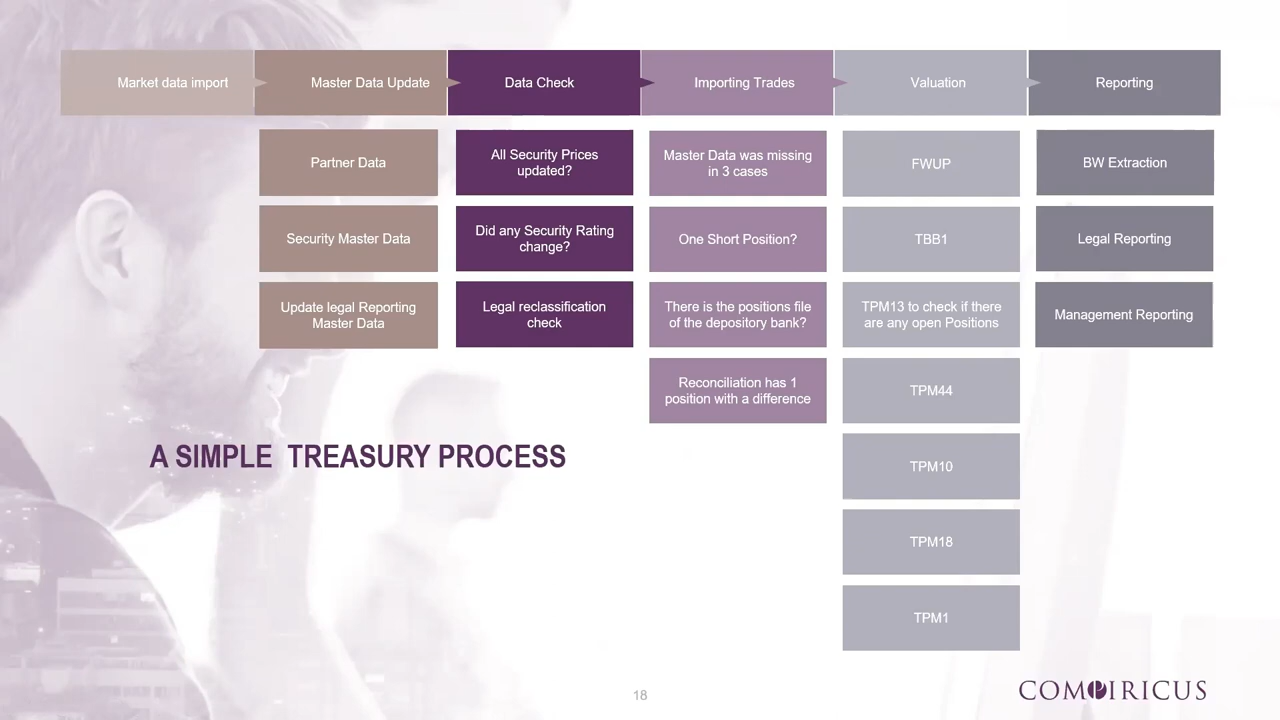 Market data import
Master Data Update
Data Check
Importing Trades
Valuation
Reporting
Partner Data
Security Master Data
Update legal Reporting
Master Data
All Security Prices
updated?
Did any Security Rating
change?
Legal reclassification
check
Master Data was missing
in 3 cases
One Short Position?
There is the positions file
of the depository bank?
Reconciliation has 1
position with a difference
FWUP
TBB1
TPM13 to check if there
are any open Positions
TPM44
TPM10
TPM18
TPM1
BW Extraction
Legal Reporting
Management Reporting
A SIMPLE TREASURY PROCESS
18
COMPIRICUS